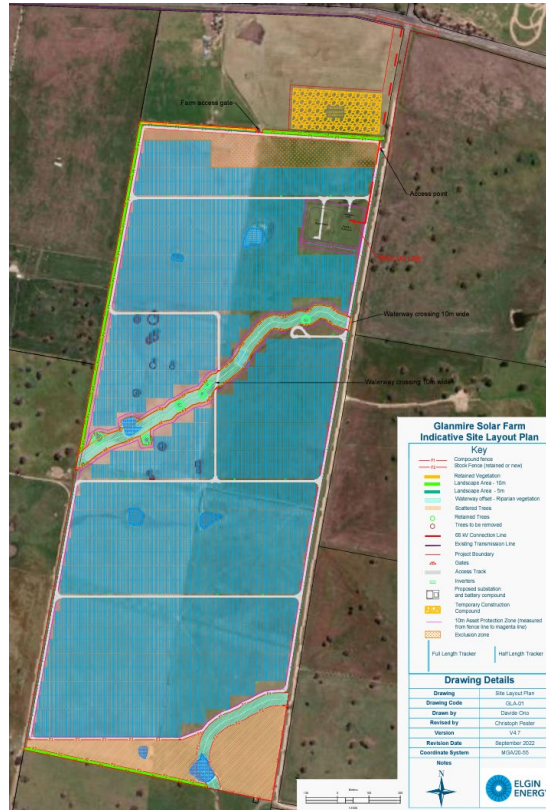 Farm access gate
Access point
Waterway crossing 10m wide
Waterway crossing 10m wide
Glanmire Solar Farm
Indicative Site Layout Plan
Key
Compound fence
Stock Fence (retained or new)
Retained Vegetation
Landscape Area - 10m
Landscape Area - 5m
Waterway offset - Riparian vegetation
Scattered Trees
Retained Trees
Trees to be removed
66 kV Connection Line
Existing Transmission Line
Project Boundary
Gates
Access Track
Inverters
Proposed substation
and battery compound
Temporary Construction
Compound
10m Asset Protection Zone (measured
from fence line to magenta line)
Exclusion zone
Full Length Tracker
Half Length Tracker
Drawing Details
Drawing Site Layout Plan
Drawing Code GLA-01
Drawn by Davide Orio
Revised by Christoph Pester
Version V4.7
Revision Date September 2022
Coordinate System MGA/20-55
Notes
N
ELGIN
ENERGY